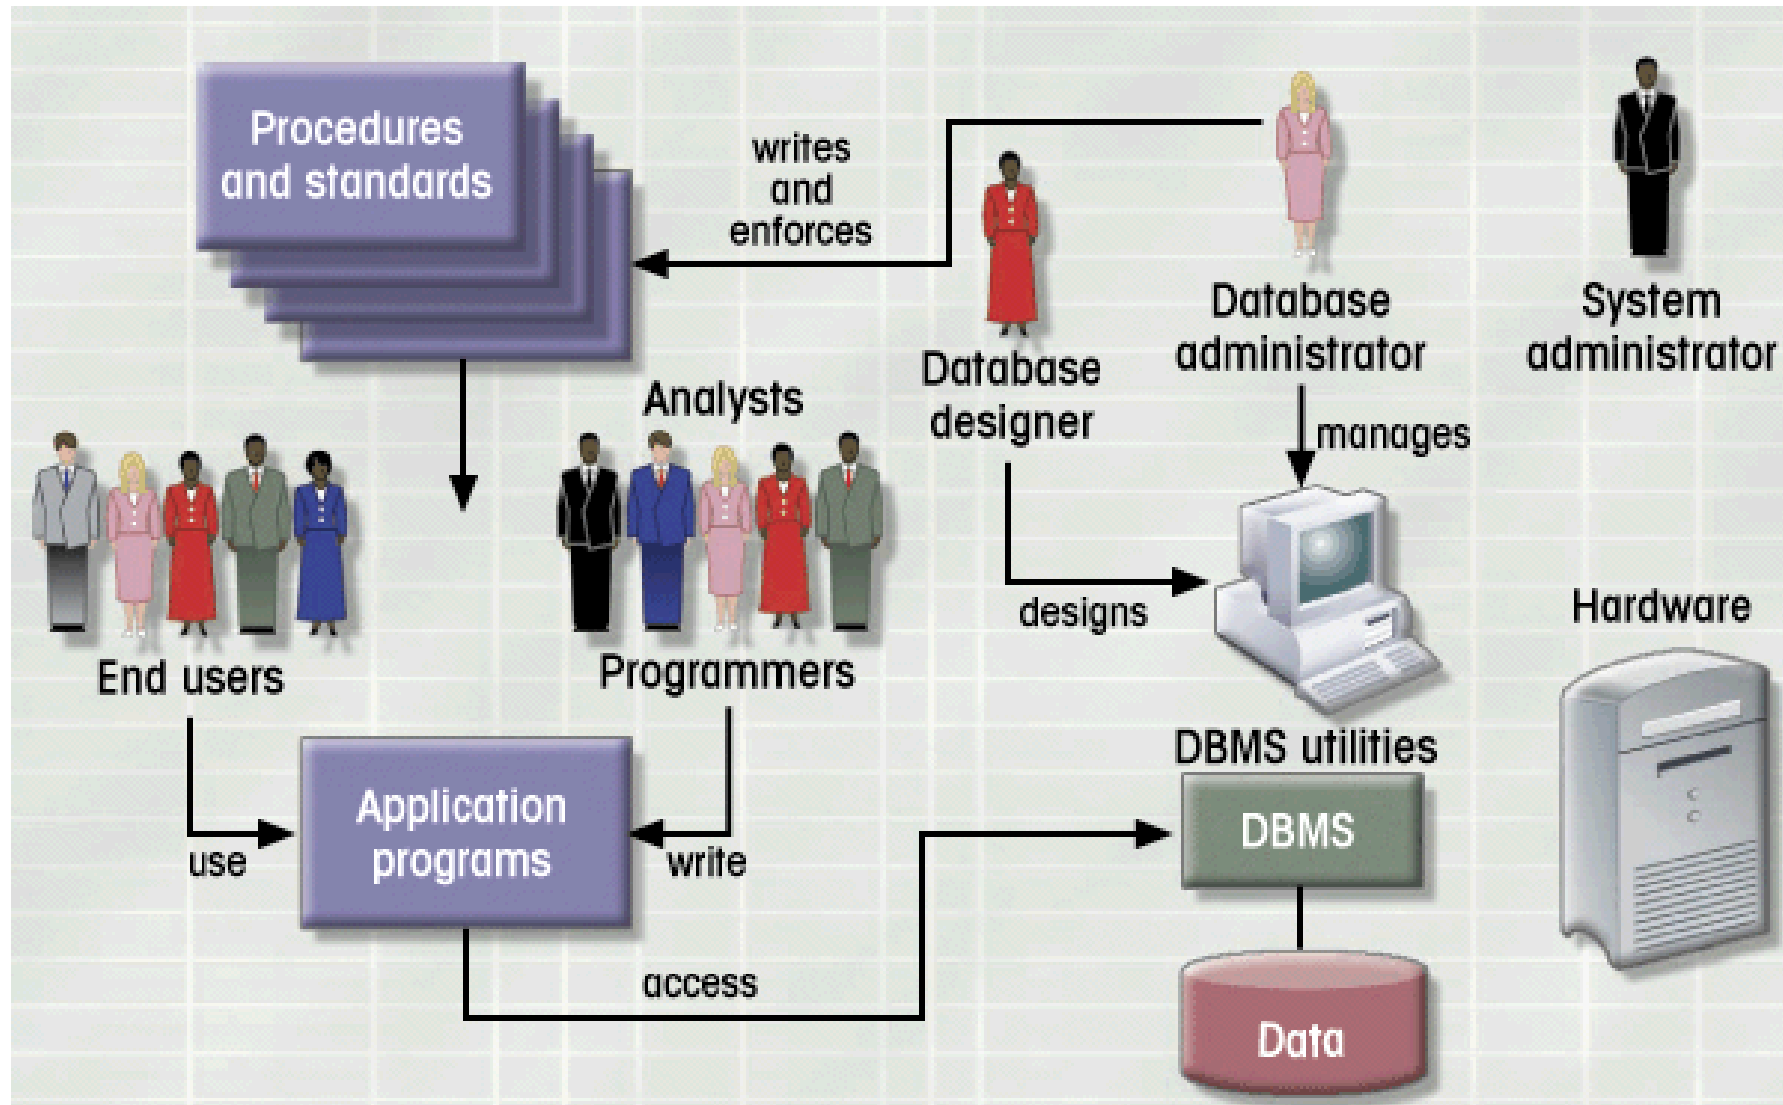 Procedures
and standards
writes
and
enforces
Database
administrator
System
administrator
Database
designer
Analysts
manages
designs
Hardware
End users
Programmers
DBMS utilities
Application
programs
use
write
DBMS
access
Data